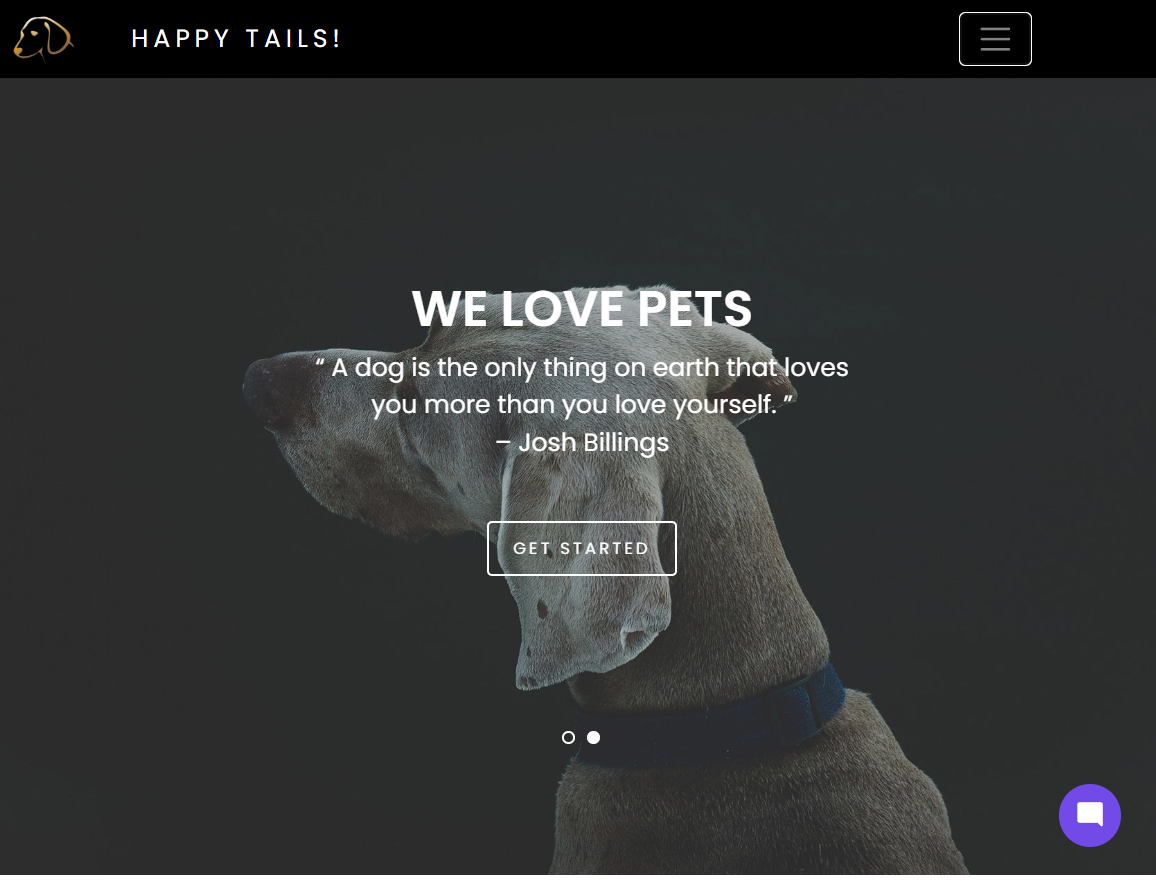 HAPPY TAILS!
WE LOVE PETS
“ A dog is the only thing on earth that loves
you more than you love yourself. ”
– Josh Billings
GET STARTED